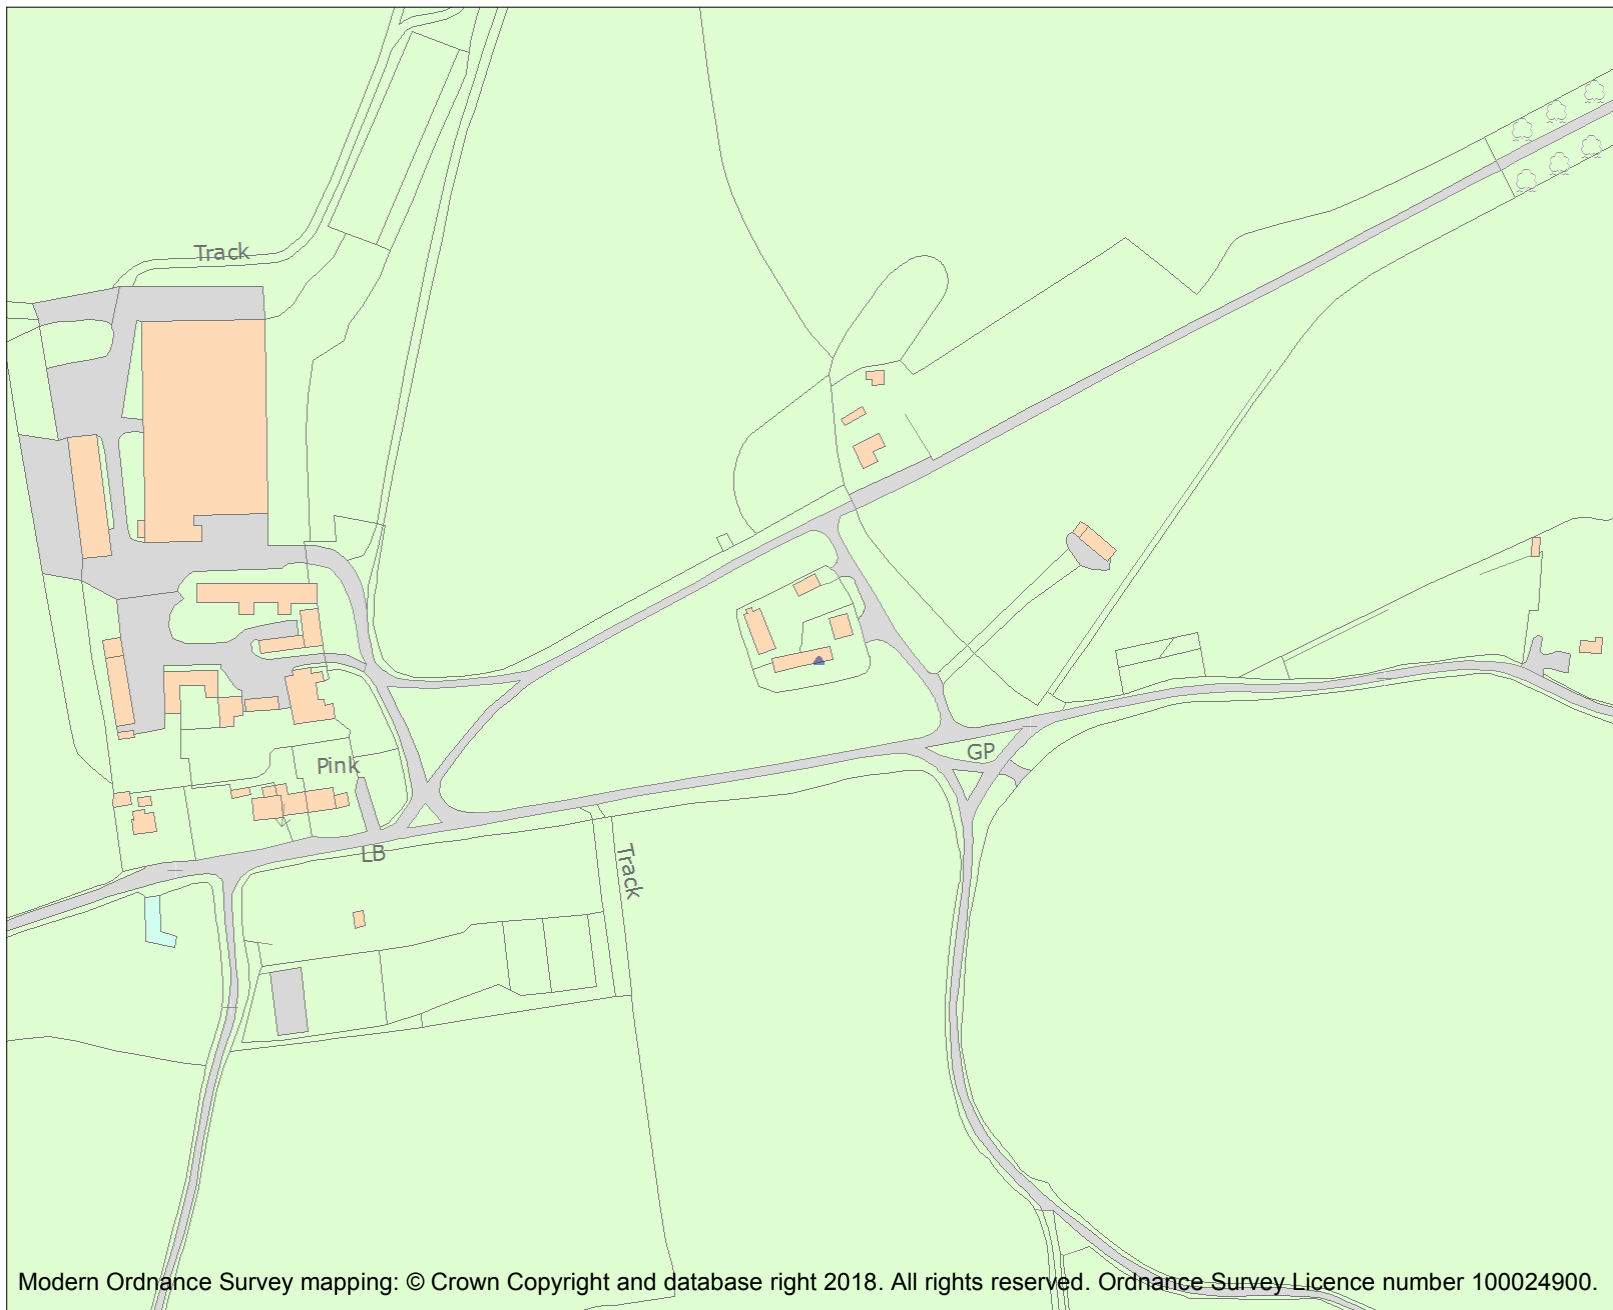 Track
GP
Pink
LB
Track
Modern Ordnance Survey mapping: © Crown Copyright and database right 2018. All rights reserved. Ordnance Survey Licence number 100024900.